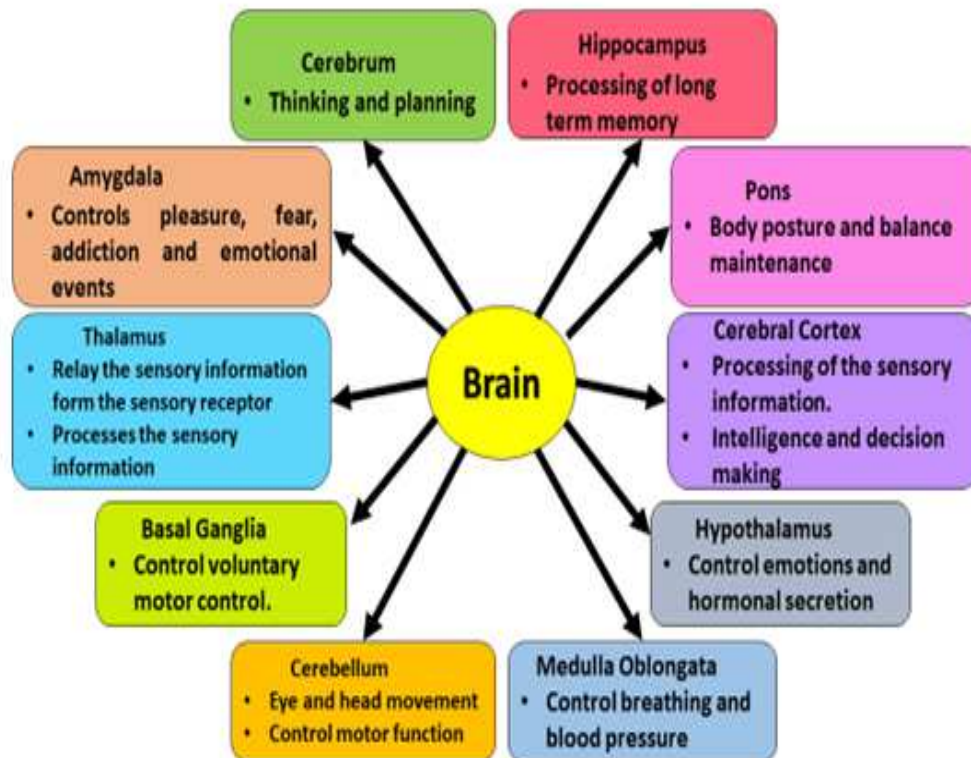 Cerebrum
• Thinking and planning
Hippocampus
• Processing of long
term memory
Amygdala
• Controls pleasure, fear,
addiction and emotional
events
Pons
• Body posture and balance
maintenance
Thalamus
• Relay the sensory information
form the sensory receptor
• Processes the sensory
information
Brain
Cerebral Cortex
• Processing of the sensory
information.
• Intelligence and decision
making
Basal Ganglia
• Control voluntary
motor control.
Hypothalamus
• Control emotions and
hormonal secretion
Cerebellum
• Eye and head movement
• Control motor function
Medulla Oblongata
• Control breathing and
blood pressure